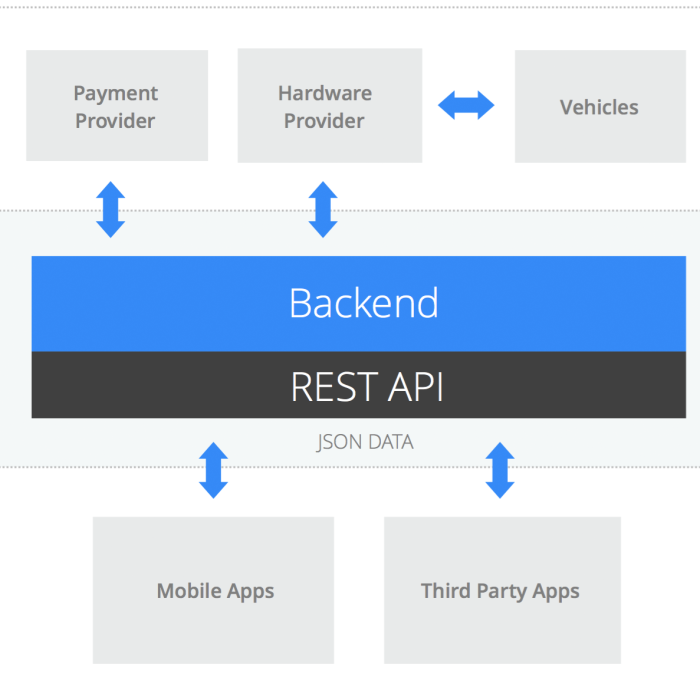 Payment
Provider
Hardware
Provider
Vehicles
Backend
REST API
JSON DATA
Mobile Apps
Third Party Apps